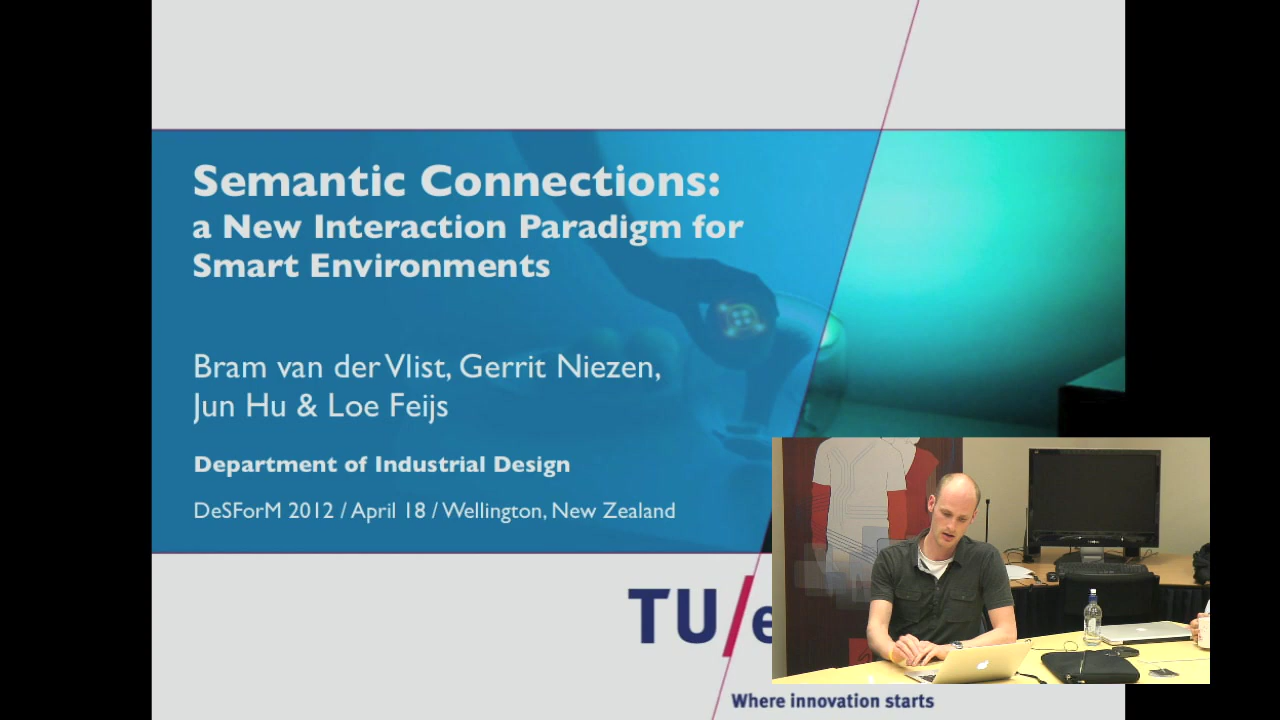 Semantic Connections:
a New Interaction Paradigm for
Smart Environments
Bram van der Vlist, Gerrit Niezen,
Jun Hu & Loe Feijs
Department of Industrial Design
DeSForM 2012 / April 18 / Wellington, New Zealand
TU/e
Where innovation starts